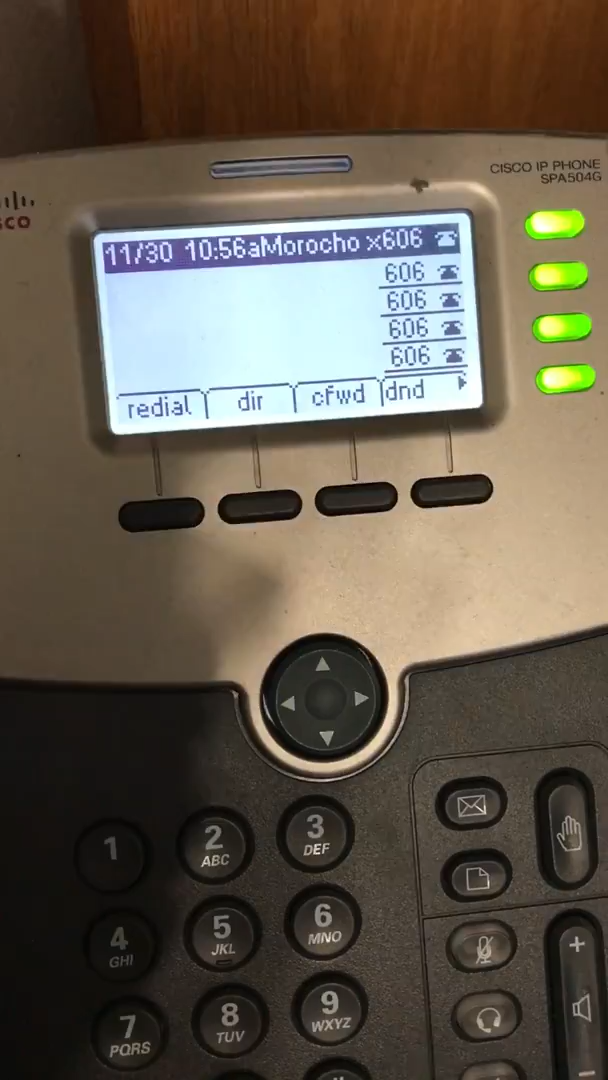 CISCO IP PHONE
SPA504G
sco
11/30 10:56aMorocho x606
606
606
606
606
redial dir cfwd dnd
1
2
ABC
3
DEF
4
GHI
5
JKL
6
MNO
7
PQRS
8
TUV
9
WXYZ
+